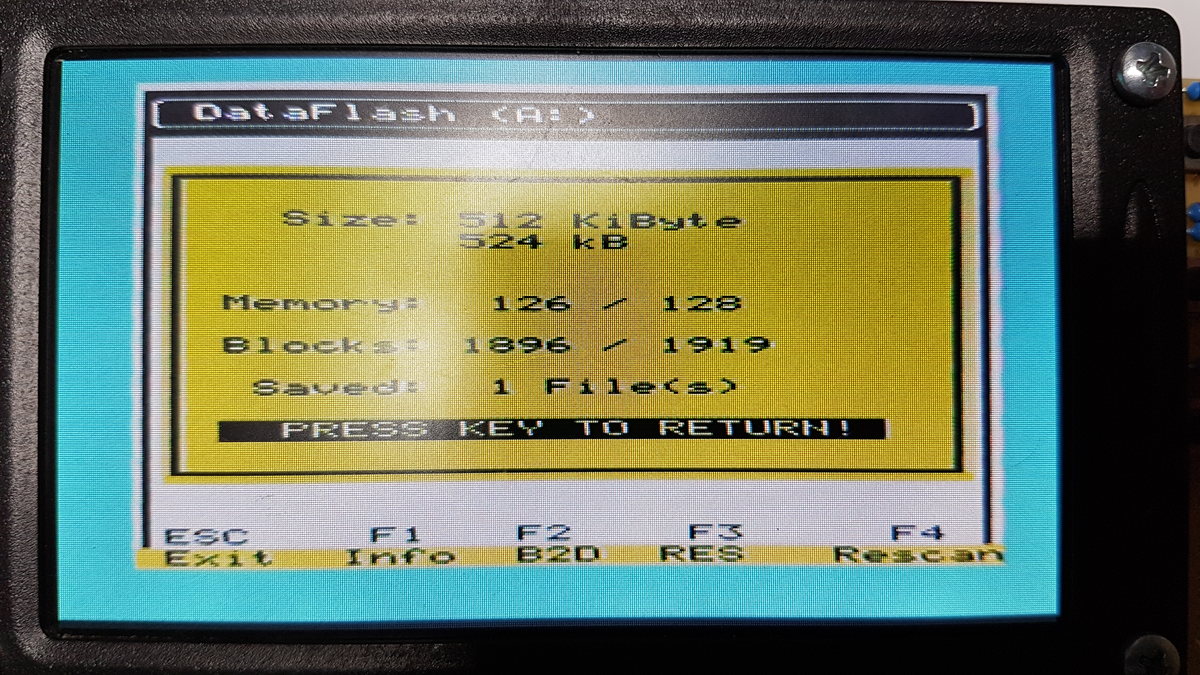 DataFlash (A:)
Size: 512 KiByte
524 kB
Memory: 126 / 128
Blocks: 1896 / 1919
Saved: 1 File(s)
PRESS KEY TO RETURN!
ESC F1 F2 F3 F4
Exit Info B2D RES Rescan